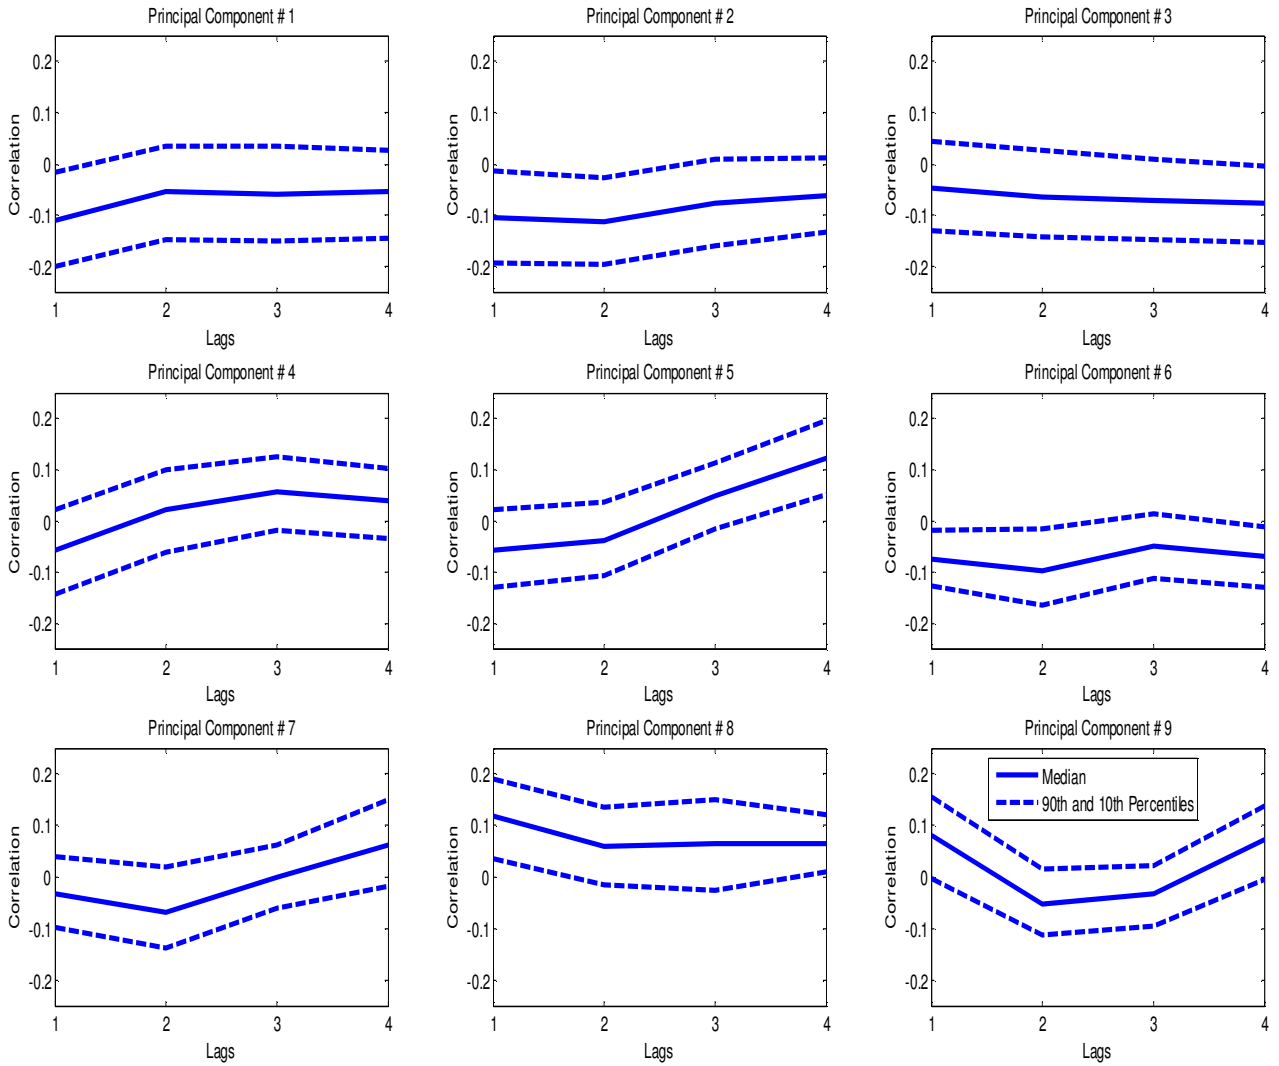 Principal Component # 1
Correlation
0.2
0.1
0
-0.1
-0.2
1 2 3 4
Lags
Principal Component # 2
Correlation
0.2
0.1
0
-0.1
-0.2
1 2 3 4
Lags
Principal Component # 3
Correlation
0.2
0.1
0
-0.1
-0.2
1 2 3 4
Lags
Principal Component # 4
Correlation
0.2
0.1
0
-0.1
-0.2
1 2 3 4
Lags
Principal Component # 5
Correlation
0.2
0.1
0
-0.1
-0.2
1 2 3 4
Lags
Principal Component # 6
Correlation
0.2
0.1
0
-0.1
-0.2
1 2 3 4
Lags
Principal Component # 7
Correlation
0.2
0.1
0
-0.1
-0.2
1 2 3 4
Lags
Principal Component # 8
Correlation
0.2
0.1
0
-0.1
-0.2
1 2 3 4
Lags
Principal Component # 9
Median
90th and 10th Percentiles
Correlation
0.2
0.1
0
-0.1
-0.2
1 2 3 4
Lags